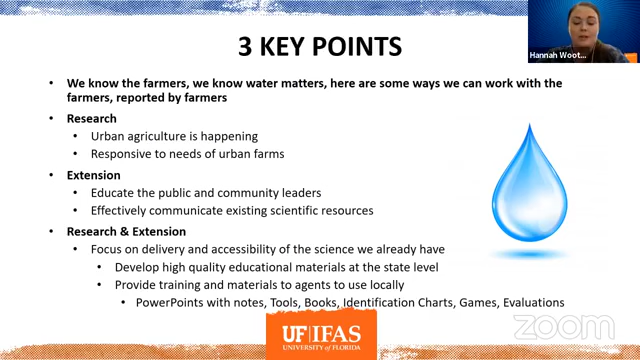 3 KEY POINTS
Hannah Woot...
• We know the farmers, we know water matters, here are some ways we can work with the
farmers, reported by farmers
• Research
• Urban agriculture is happening
• Responsive to needs of urban farms
• Extension
• Educate the public and community leaders
• Effectively communicate existing scientific resources
• Research & Extension
• Focus on delivery and accessibility of the science we already have
• Develop high quality educational materials at the state level
• Provide training and materials to agents to use locally
• PowerPoints with notes, Tools, Books, Identification Charts, Games, Evaluations
UF|IFAS
UNIVERSITY of FLORIDA
zoom